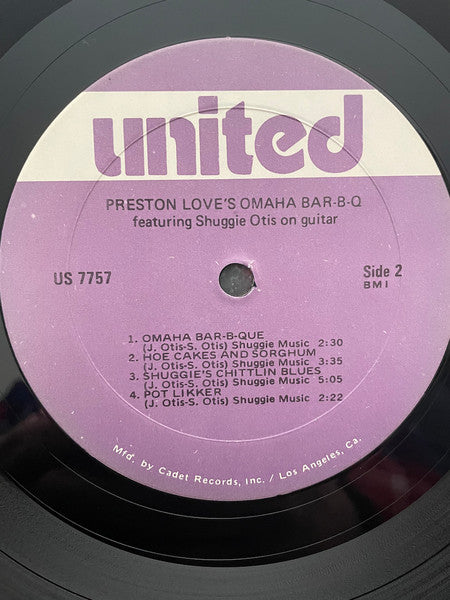 united
PRESTON LOVE'S OMAHA BAR-B-Q
featuring Shuggie Otis on guitar
US 7757
Side 2
BMI
1. OMAHA BAR-B-QUE
(J. Otis-S. Otis) Shuggie Music 2:30
2. HOE CAKES AND SORGHUM
(J. Otis-S. Otis) Shuggie Music 3:35
3. SHUGGIE'S CHITTLIN BLUES
(J. Otis-S. Otis) Shuggie Music 5:05
4. POT LIKKER
(J. Otis-S. Otis) Shuggie Music 2:22
Mfd. by Cadet Records, Inc. / Los Angeles, Ca.